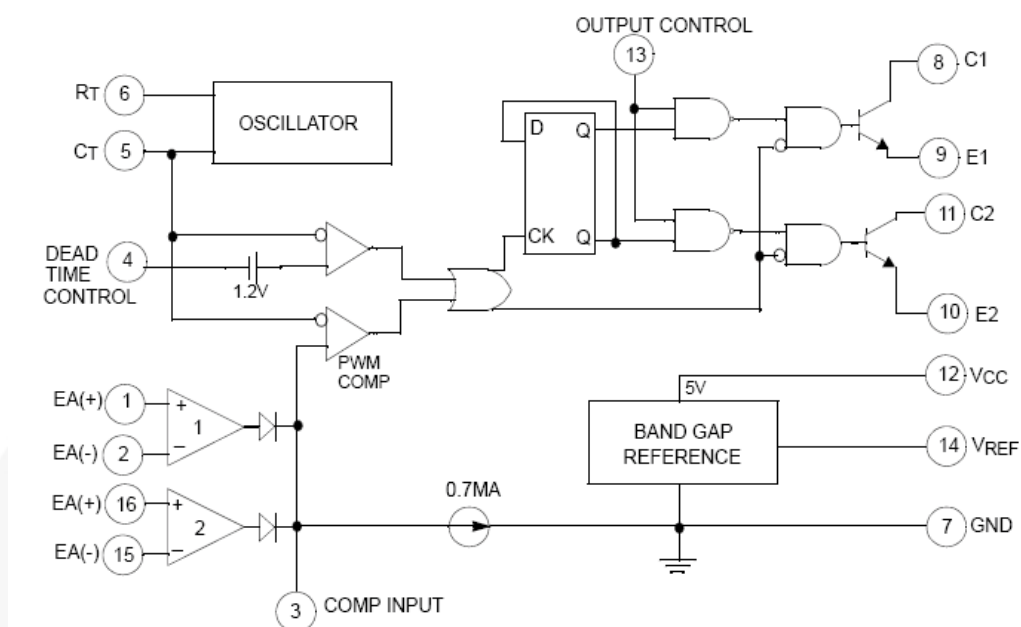 OUTPUT CONTROL
13
8 C1
RT 6
OSCILLATOR
CT 5
D Q
9 E1
11 C2
DEAD
TIME
CONTROL
4
1.2V
CK Q
10 E2
PWM
COMP
12 VCC
5V
EA(+) 1
+
1
EA(-) 2
-
BAND GAP
REFERENCE
14 VREF
EA(+) 16
+
2
EA(-) 15
-
0.7MA
7 GND
3 COMP INPUT